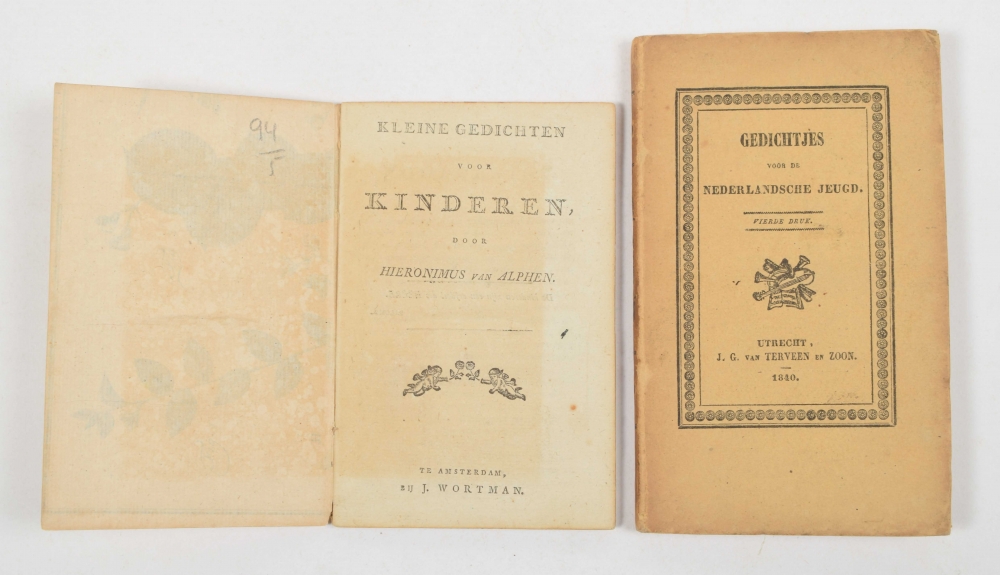 94
5
KLEINE GEDICHTEN
VOOR
KINDEREN,
DOOR
HIERONIMUS VAN ALPHEN.
TE AMSTERDAM,
BIJ J. WORTMAN.
GEDICHTJES
VOOR DE
NEDERLANDSCHE JEUGD.
VIERDE DRUK.
UTRECHT,
J. G. VAN TERVEEN EN ZOON.
1840.